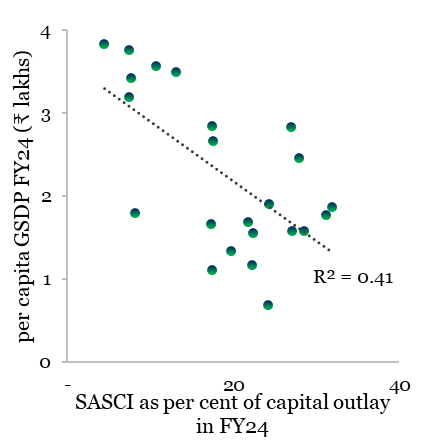 per capita GSDP FY24 (₹ lakhs)
4
3
2
1
0
R² = 0.41
-
20
40
SASCI as per cent of capital outlay
in FY24